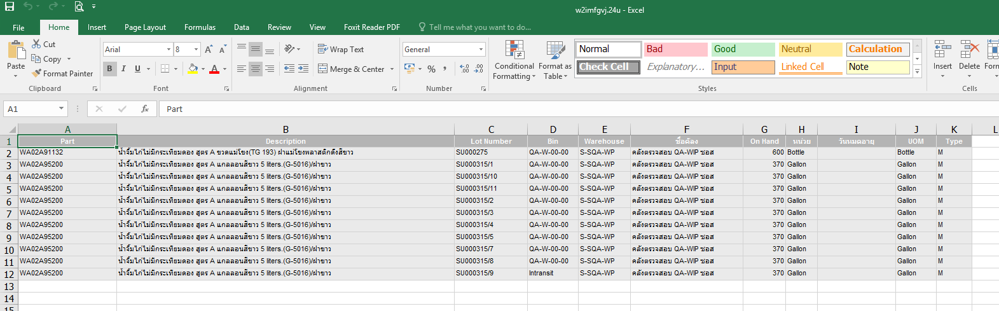 w2imfgvj.24u - Excel
File Home Insert Page Layout Formulas Data Review View Foxit Reader PDF Tell me what you want to do...
Paste Cut Copy Format Painter Clipboard
Arial 8 A A B I U A Font
Wrap Text Merge & Center Alignment
General % , .0 .00 .00 .0 Number
Conditional Formatting Format as Table
Normal Bad Good Neutral Calculation
Check Cell Explanatory... Input Linked Cell Note
Styles
Insert Delete Form
Cells
A1 fx Part
A B C D E F G H I J K L
1 Part Description Lot Number Bin Warehouse ชื่อคลัง On Hand หน่วย วันหมดอายุ UOM Type
2 WA02A91132 น้ำจิ้มไก่ไม่มีกระเทียมดอง สูตร A ขวดแม่โขง(TG 193) ฝาแม่โขงพลาสติกดึงสีขาว SU000275 QA-W-00-00 S-SQA-WP คลังตรวจสอบ QA-WIP ซอส 600 Bottle Bottle M
3 WA02A95200 น้ำจิ้มไก่ไม่มีกระเทียมดอง สูตร A แกลลอนสีขาว 5 liters.(G-5016)/ฝาขาว SU000315/1 QA-W-00-00 S-SQA-WP คลังตรวจสอบ QA-WIP ซอส 370 Gallon Gallon M
4 WA02A95200 น้ำจิ้มไก่ไม่มีกระเทียมดอง สูตร A แกลลอนสีขาว 5 liters.(G-5016)/ฝาขาว SU000315/10 QA-W-00-00 S-SQA-WP คลังตรวจสอบ QA-WIP ซอส 370 Gallon Gallon M
5 WA02A95200 น้ำจิ้มไก่ไม่มีกระเทียมดอง สูตร A แกลลอนสีขาว 5 liters.(G-5016)/ฝาขาว SU000315/11 QA-W-00-00 S-SQA-WP คลังตรวจสอบ QA-WIP ซอส 370 Gallon Gallon M
6 WA02A95200 น้ำจิ้มไก่ไม่มีกระเทียมดอง สูตร A แกลลอนสีขาว 5 liters.(G-5016)/ฝาขาว SU000315/2 QA-W-00-00 S-SQA-WP คลังตรวจสอบ QA-WIP ซอส 370 Gallon Gallon M
7 WA02A95200 น้ำจิ้มไก่ไม่มีกระเทียมดอง สูตร A แกลลอนสีขาว 5 liters.(G-5016)/ฝาขาว SU000315/3 QA-W-00-00 S-SQA-WP คลังตรวจสอบ QA-WIP ซอส 370 Gallon Gallon M
8 WA02A95200 น้ำจิ้มไก่ไม่มีกระเทียมดอง สูตร A แกลลอนสีขาว 5 liters.(G-5016)/ฝาขาว SU000315/4 QA-W-00-00 S-SQA-WP คลังตรวจสอบ QA-WIP ซอส 370 Gallon Gallon M
9 WA02A95200 น้ำจิ้มไก่ไม่มีกระเทียมดอง สูตร A แกลลอนสีขาว 5 liters.(G-5016)/ฝาขาว SU000315/5 QA-W-00-00 S-SQA-WP คลังตรวจสอบ QA-WIP ซอส 370 Gallon Gallon M
10 WA02A95200 น้ำจิ้มไก่ไม่มีกระเทียมดอง สูตร A แกลลอนสีขาว 5 liters.(G-5016)/ฝาขาว SU000315/7 QA-W-00-00 S-SQA-WP คลังตรวจสอบ QA-WIP ซอส 370 Gallon Gallon M
11 WA02A95200 น้ำจิ้มไก่ไม่มีกระเทียมดอง สูตร A แกลลอนสีขาว 5 liters.(G-5016)/ฝาขาว SU000315/8 QA-W-00-00 S-SQA-WP คลังตรวจสอบ QA-WIP ซอส 370 Gallon Gallon M
12 WA02A95200 น้ำจิ้มไก่ไม่มีกระเทียมดอง สูตร A แกลลอนสีขาว 5 liters.(G-5016)/ฝาขาว SU000315/9 Intransit S-SQA-WP คลังตรวจสอบ QA-WIP ซอส 370 Gallon Gallon M
13
14
15